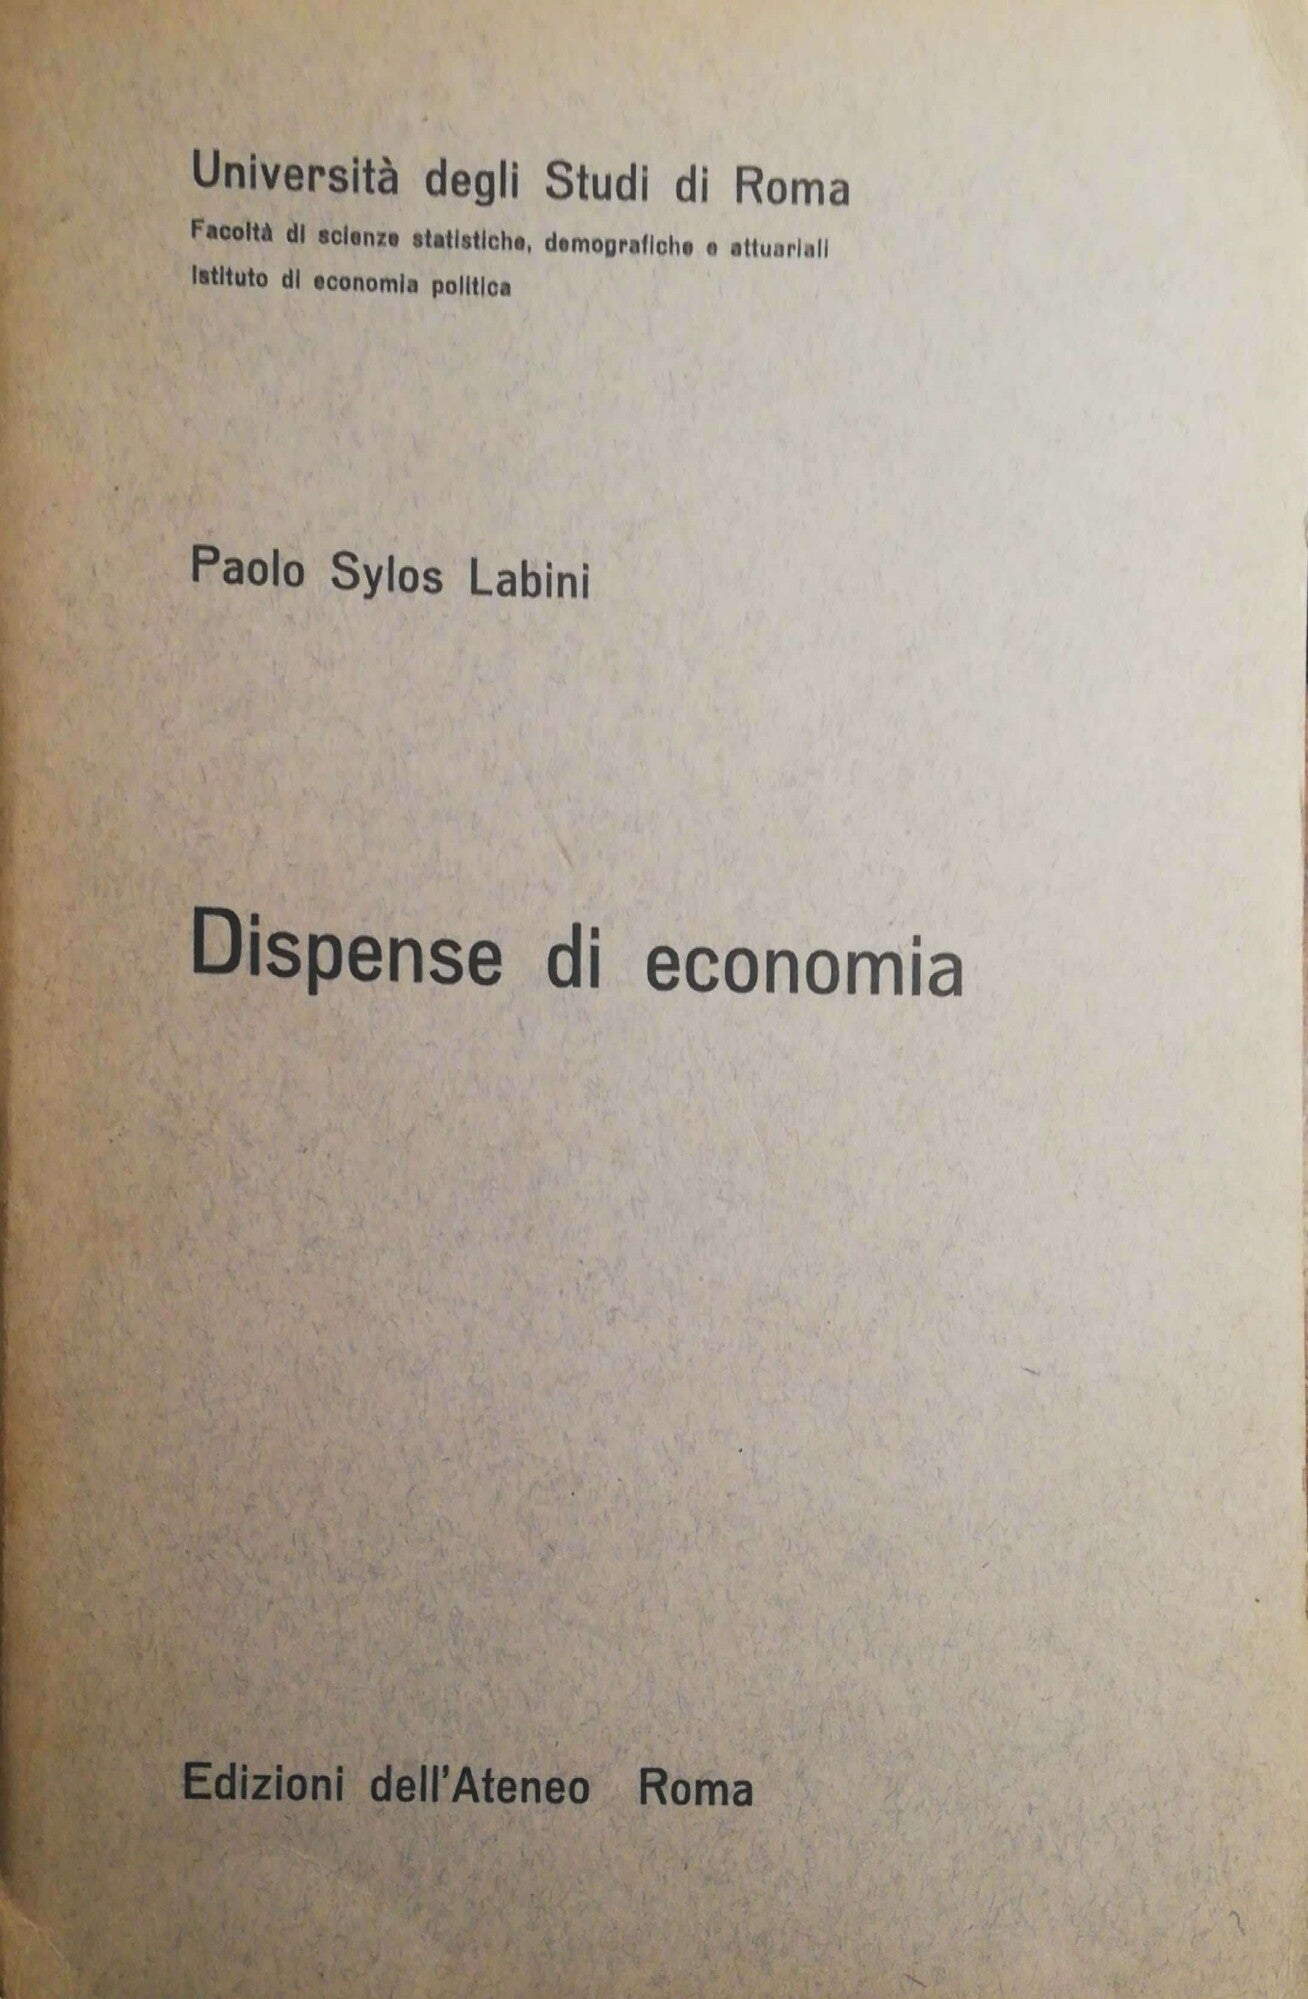 Università degli Studi di Roma
Facoltà di scienze statistiche, demografiche e attuariali
Istituto di economia politica
Paolo Sylos Labini
Dispense di economia
Edizioni dell'Ateneo Roma